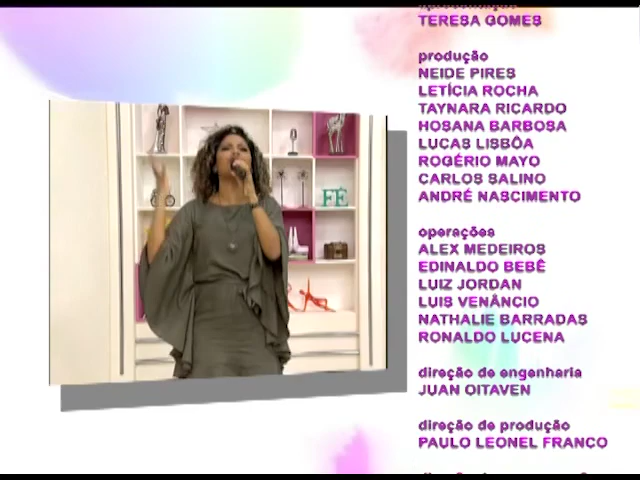 TERESA GOMES
produção
NEIDE PIRES
LETÍCIA ROCHA
TAYNARA RICARDO
HOSANA BARBOSA
LUCAS LISBÔA
ROGÉRIO MAYO
CARLOS SALINO
ANDRÉ NASCIMENTO
operações
ALEX MEDEIROS
EDINALDO BEBÊ
LUIZ JORDAN
LUIS VENÂNCIO
NATHALIE BARRADAS
RONALDO LUCENA
direção de engenharia
JUAN OITAVEN
direção de produção
PAULO LEONEL FRANCO
FÉ